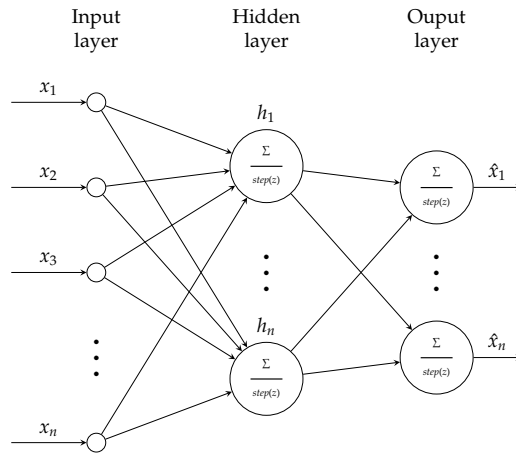 Input layer
Hidden layer
Ouput layer
x₁
x₂
x₃
xₙ
h₁
Σ
step(z)
hₙ
Σ
step(z)
Σ
step(z)
x̂₁
Σ
step(z)
x̂ₙ